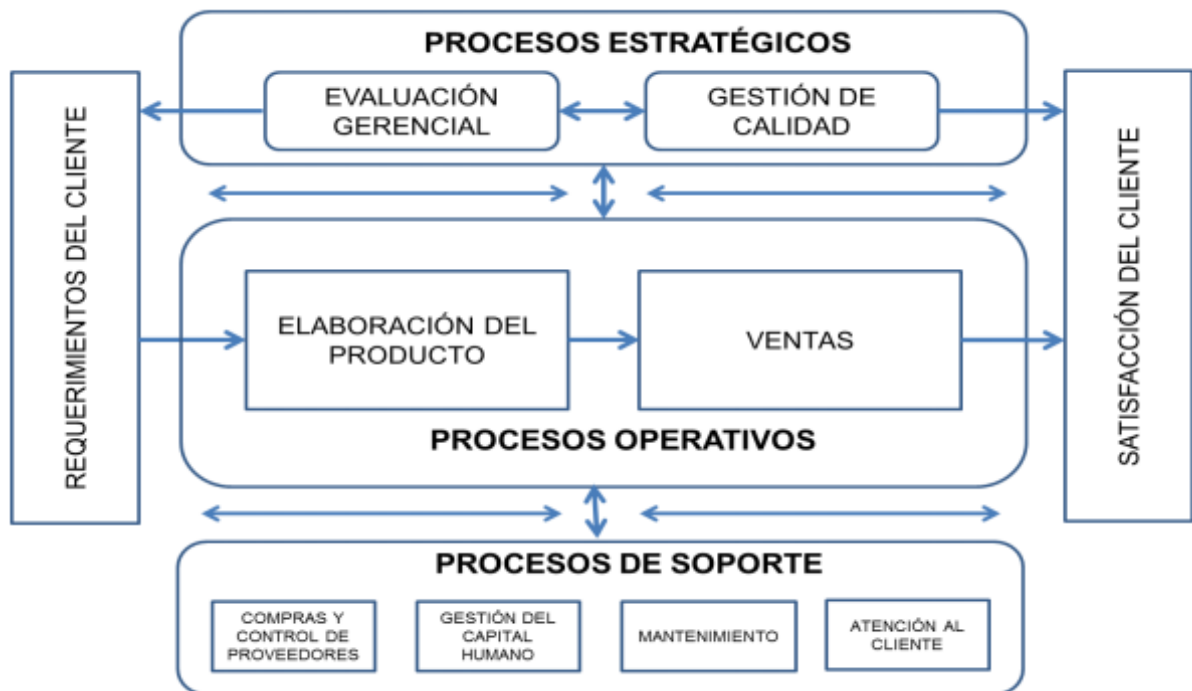 PROCESOS ESTRATÉGICOS
EVALUACIÓN
GERENCIAL
GESTIÓN DE
CALIDAD
REQUERIMIENTOS DEL CLIENTE
ELABORACIÓN DEL
PRODUCTO
VENTAS
PROCESOS OPERATIVOS
SATISFACCIÓN DEL CLIENTE
PROCESOS DE SOPORTE
COMPRAS Y
CONTROL DE
PROVEEDORES
GESTIÓN DEL
CAPITAL
HUMANO
MANTENIMIENTO
ATENCIÓN AL
CLIENTE